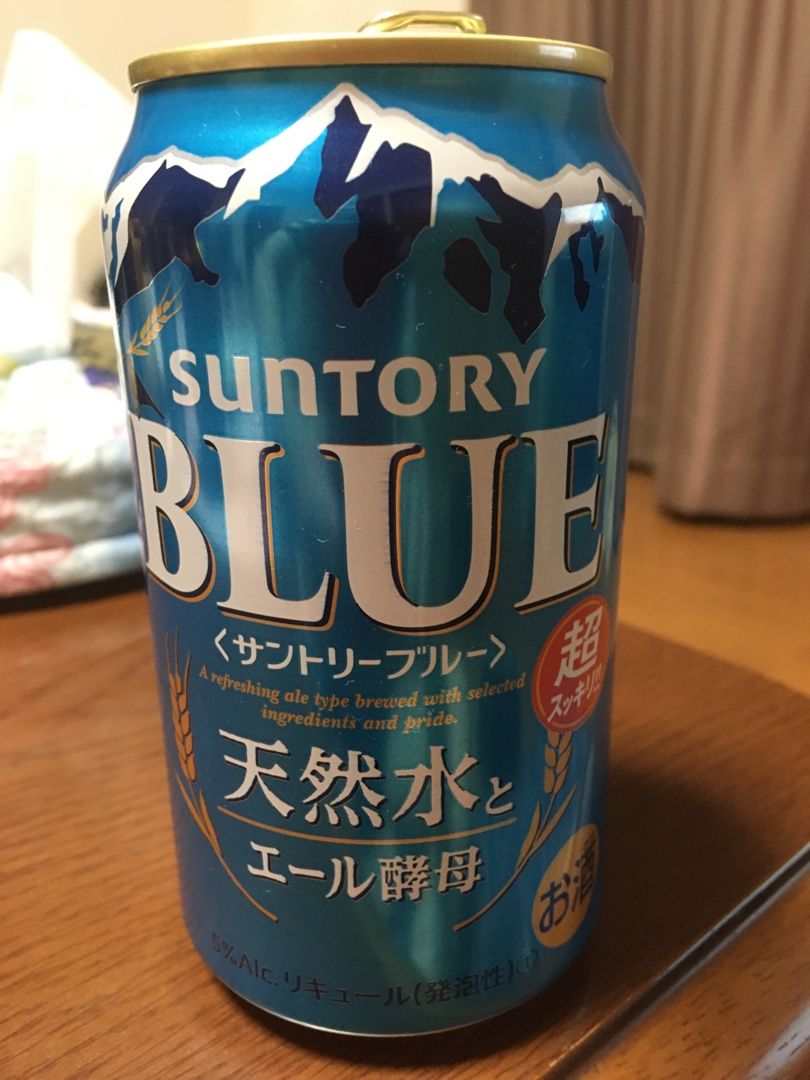 SUNTORY
BLUE
〈サントリーブルー〉
A refreshing ale type brewed with selected
ingredients and pride.
超
スッキリ!!
天然水と
エール酵母
お酒
5%Alc. リキュール(発泡性)①